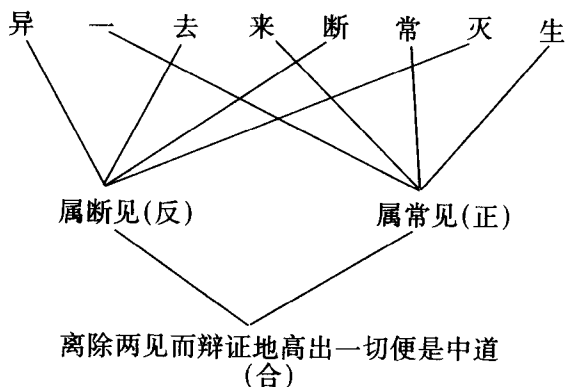 异 一 去 来 断 常 灭 生
属断见(反) 属常见(正)
离除两见而辩证地高出一切便是中道
(合)